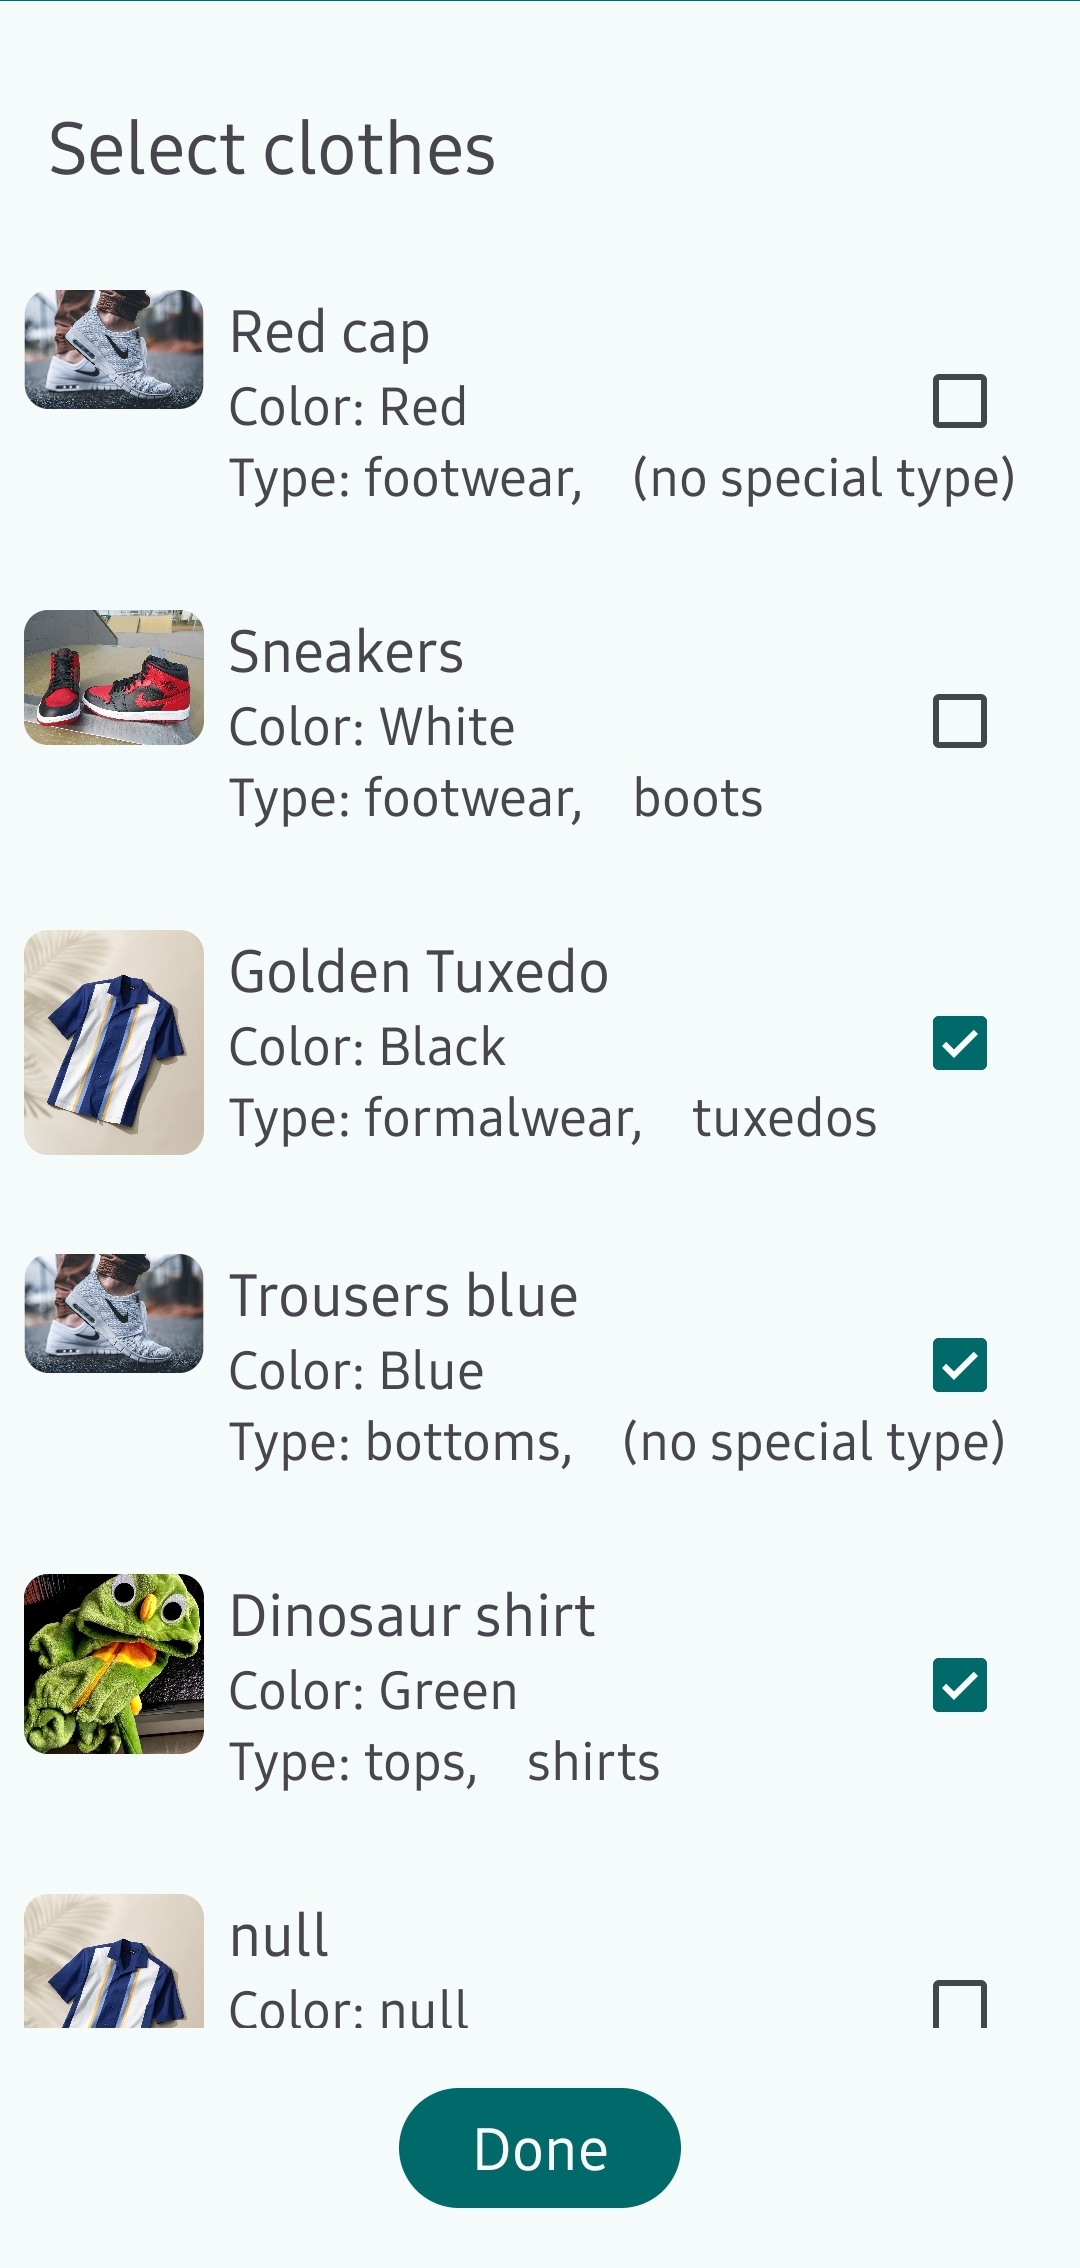 Select clothes
Red cap
Color: Red
Type: footwear, (no special type)
Sneakers
Color: White
Type: footwear, boots
Golden Tuxedo
Color: Black
Type: formalwear, tuxedos
Trousers blue
Color: Blue
Type: bottoms, (no special type)
Dinosaur shirt
Color: Green
Type: tops, shirts
null
Color: null
Done